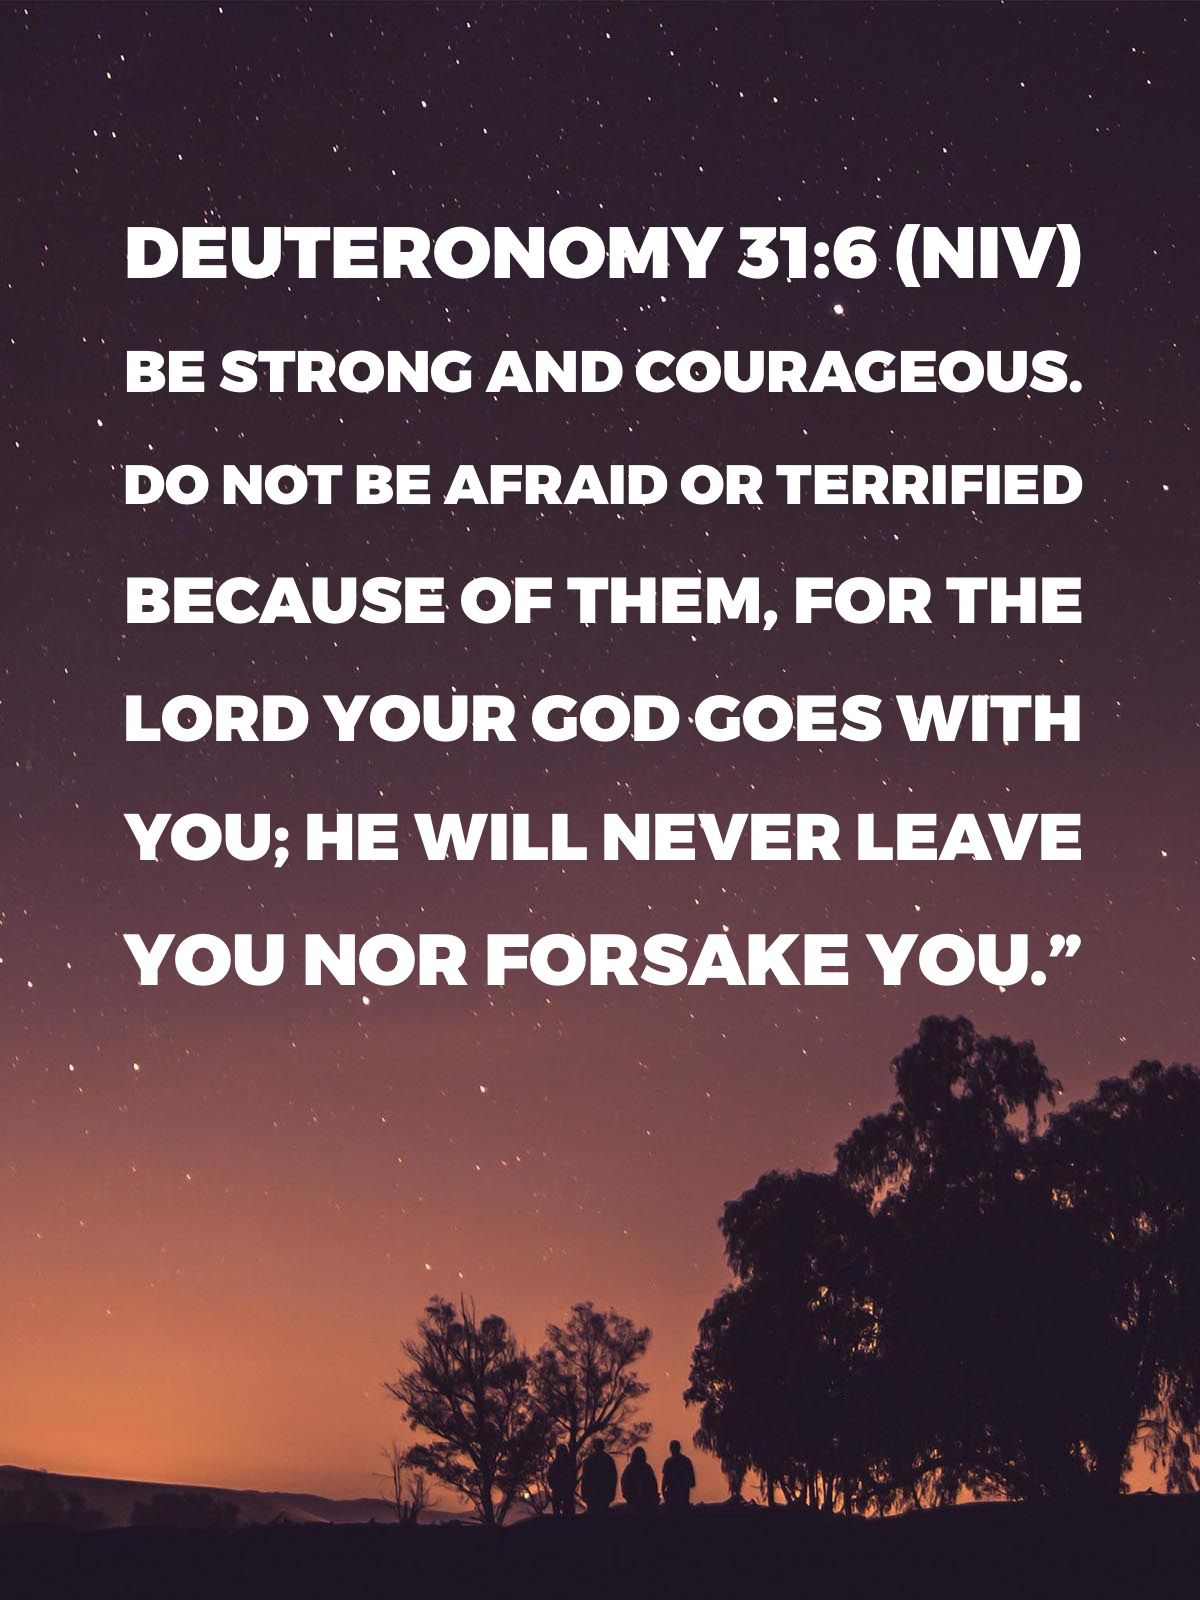 DEUTERONOMY 31:6 (NIV)
BE STRONG AND COURAGEOUS.
DO NOT BE AFRAID OR TERRIFIED
BECAUSE OF THEM, FOR THE
LORD YOUR GOD GOES WITH
YOU; HE WILL NEVER LEAVE
YOU NOR FORSAKE YOU.”